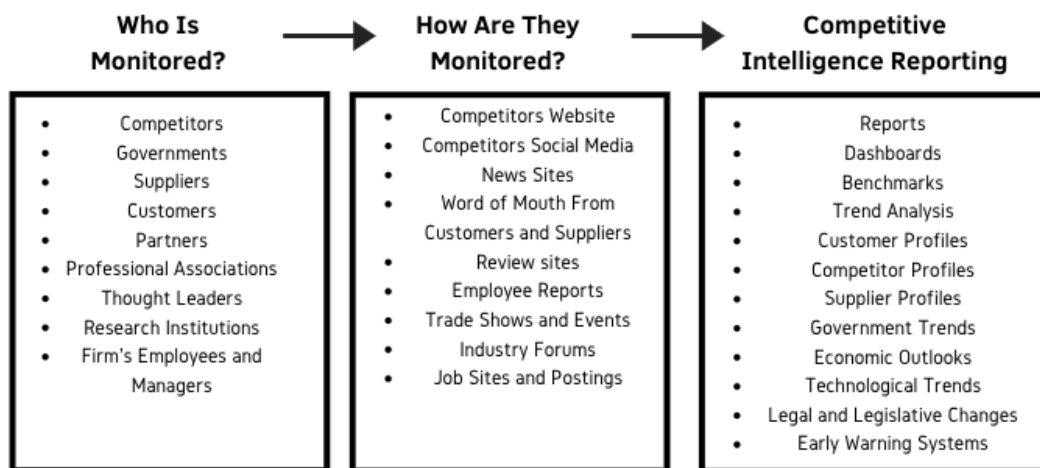 Who Is
Monitored?
How Are They
Monitored?
Competitive
Intelligence Reporting
• Competitors
• Governments
• Suppliers
• Customers
• Partners
• Professional Associations
• Thought Leaders
• Research Institutions
• Firm's Employees and
Managers
• Competitors Website
• Competitors Social Media
• News Sites
• Word of Mouth From
Customers and Suppliers
• Review sites
• Employee Reports
• Trade Shows and Events
• Industry Forums
• Job Sites and Postings
• Reports
• Dashboards
• Benchmarks
• Trend Analysis
• Customer Profiles
• Competitor Profiles
• Supplier Profiles
• Government Trends
• Economic Outlooks
• Technological Trends
• Legal and Legislative Changes
• Early Warning Systems